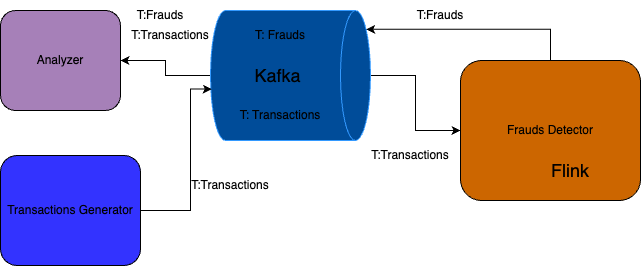 T:Frauds
T:Frauds
T:Transactions
T: Frauds
Analyzer
Kafka
T: Transactions
Frauds Detector
T:Transactions
Flink
T:Transactions
Transactions Generator